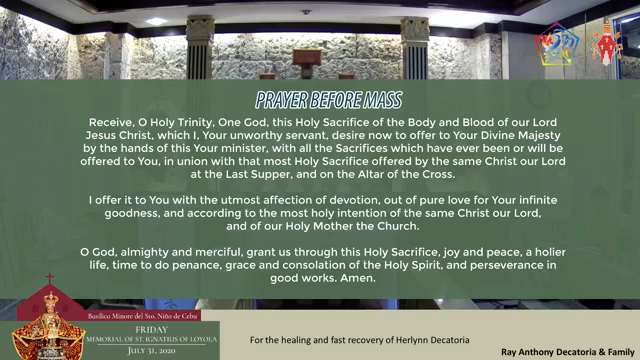 PRAYER BEFORE MASS
Receive, O Holy Trinity, One God, this Holy Sacrifice of the Body and Blood of our Lord
Jesus Christ, which I, Your unworthy servant, desire now to offer to Your Divine Majesty
by the hands of this Your minister, with all the Sacrifices which have ever been or will be
offered to You, in union with that most Holy Sacrifice offered by the same Christ our Lord
at the Last Supper, and on the Altar of the Cross.
I offer it to You with the utmost affection of devotion, out of pure love for Your infinite
goodness, and according to the most holy intention of the same Christ our Lord,
and of our Holy Mother the Church.
O God, almighty and merciful, grant us through this Holy Sacrifice, joy and peace, a holier
life, time to do penance, grace and consolation of the Holy Spirit, and perseverance in
good works. Amen.
Basilica Minore del Sto. Niño de Cebu
FRIDAY
MEMORIAL OF ST. IGNATIUS OF LOYOLA
JULY 31, 2020
For the healing and fast recovery of Herlynn Decatoria
Ray Anthony Decatoria & Family